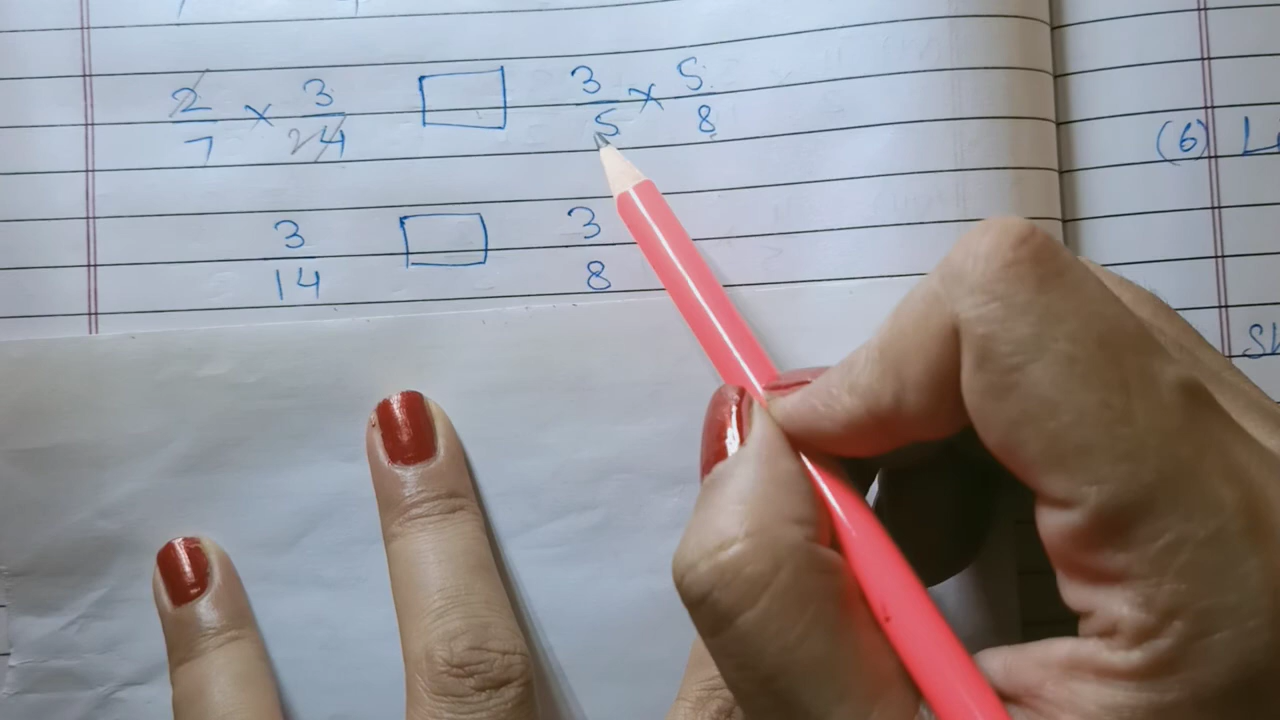 2/7 × 3/24 □ 3/5 × 5/8
3/14 □ 3/8
(6)